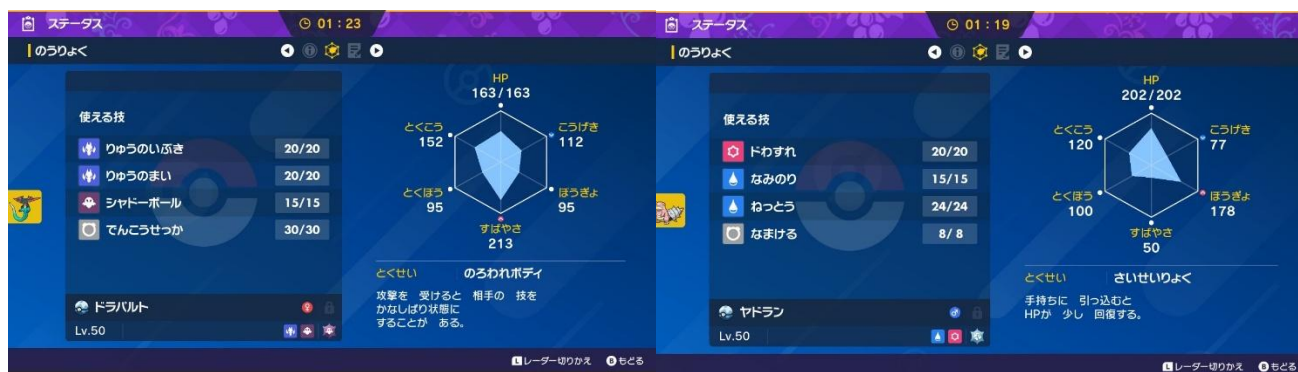 ステータス
01:23
のうりょく
使える技
りゅうのいぶき 20/20
りゅうのまい 20/20
シャドーボール 15/15
でんこうせっか 30/30
HP
163/163
とくこう
152
こうげき
112
とくぼう
95
ぼうぎょ
95
すばやさ
213
とくせい のろわれボディ
攻撃を 受けると 相手の 技を
かなしばり状態に
することが ある。
ドラパルト
Lv.50
L レーダー切りかえ B もどる
ステータス
01:19
のうりょく
使える技
ドわすれ 20/20
なみのり 15/15
ねっとう 24/24
なまける 8/8
HP
202/202
とくこう
120
こうげき
77
とくぼう
100
ぼうぎょ
178
すばやさ
50
とくせい さいせいりょく
手持ちに 引っ込むと
HPが 少し 回復する。
ヤドラン
Lv.50
L レーダー切りかえ B もどる